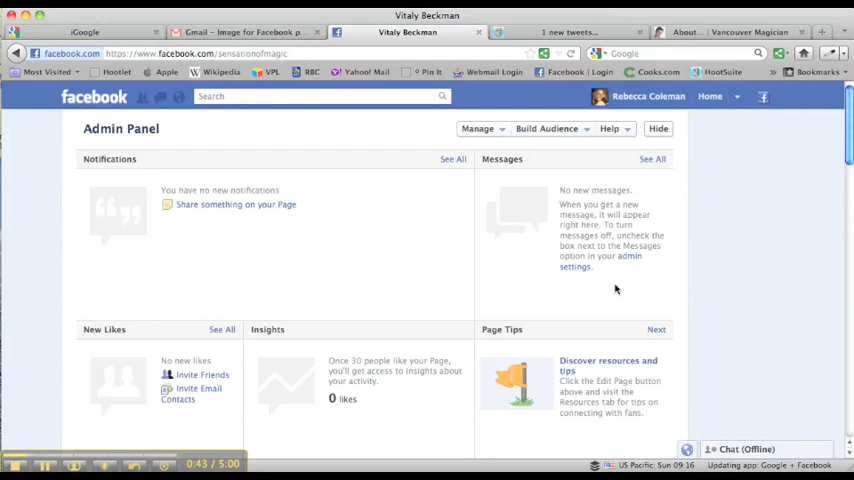 Vitaly Beckman
iGoogle
Gmail - Image for Facebook p...
Vitaly Beckman
1 new tweets...
About... | Vancouver Magician
facebook.com https://www.facebook.com/sensationofmagic
Google
Most Visited
Hootlet
Apple
Wikipedia
VPL
RBC
Yahoo! Mail
Pin It
Webmail Login
Facebook | Login
Cooks.com
HootSuite
Bookmarks
facebook
Search
Rebecca Coleman
Home
Admin Panel
Manage
Build Audience
Help
Hide
Notifications
See All
You have no new notifications
Share something on your Page
Messages
See All
No new messages.
When you get a new
message, it will appear
right here. To turn
messages off, uncheck the
box next to the Messages
option in your admin
settings.
New Likes
See All
No new likes
Invite Friends
Invite Email
Contacts
Insights
Once 30 people like your Page,
you'll get access to insights about
your activity.
0 likes
Page Tips
Next
Discover resources and
tips
Click the Edit Page button
above and visit the
Resources tab for tips on
connecting with fans.
Chat (Offline)
0:43 / 5:00
US Pacific: Sun 09:16
Updating app: Google + Facebook